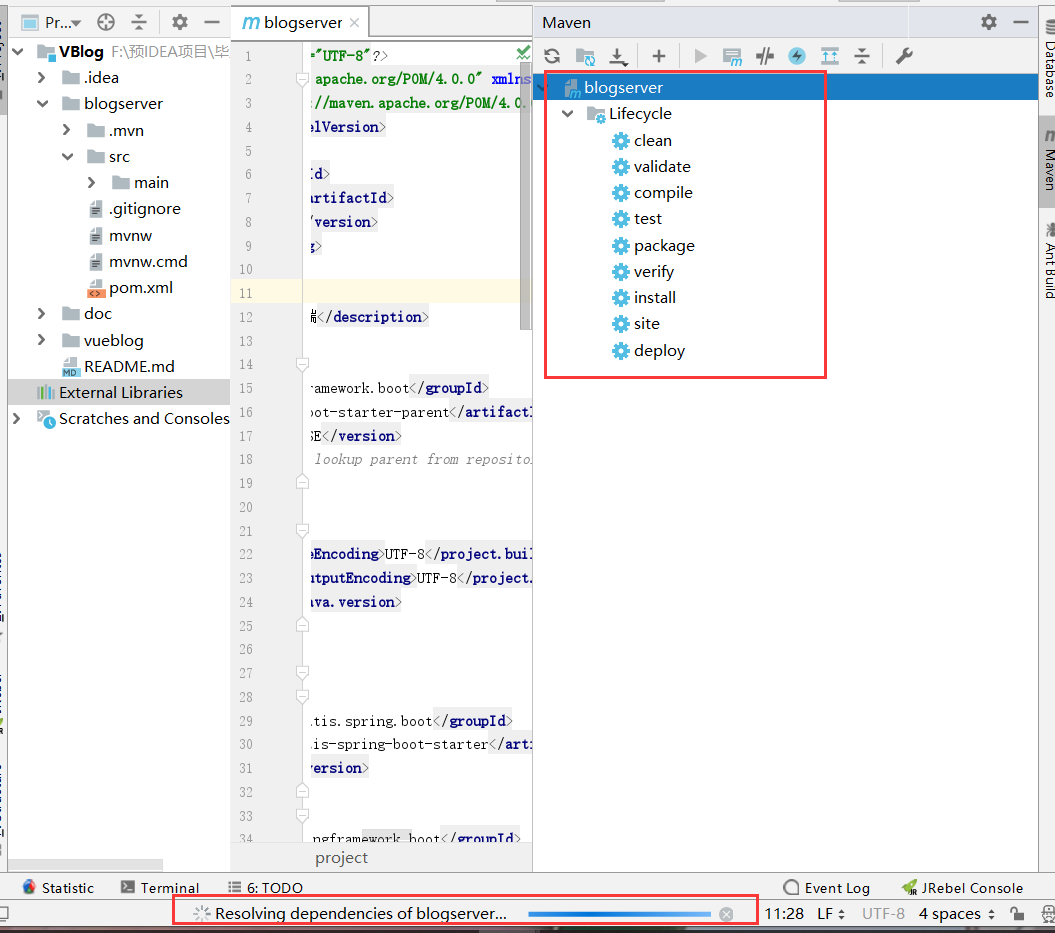 Pr...
blogserver
Maven
VBlog F:\预IDEA项目\毕
.idea
blogserver
.mvn
src
main
.gitignore
mvnw
mvnw.cmd
pom.xml
doc
vueblog
README.md
External Libraries
Scratches and Consoles
1 ="UTF-8"?>
2 apache.org/POM/4.0.0" xmlns
3 ://maven.apache.org/POM/4.0.
4 elVersion>
5
6 Id>
7 artifactId>
8 /version>
9 g>
10
11
12 端</description>
13
14
15 ramework.boot</groupId>
16 oot-starter-parent</artifactI
17 SE</version>
18 lookup parent from reposito
19
20
21
22 eEncoding>UTF-8</project.buil
23 utputEncoding>UTF-8</project.
24 ava.version>
25
26
27
28
29 .tis.spring.boot</groupId>
30 tis-spring-boot-starter</arti
31 version>
32
33
34 ngframework.boot</groupId>
project
blogserver
Lifecycle
clean
validate
compile
test
package
verify
install
site
deploy
Database
Maven
Ant Build
Statistic
Terminal
6: TODO
Event Log
JRebel Console
Resolving dependencies of blogserver...
11:28 LF UTF-8 4 spaces